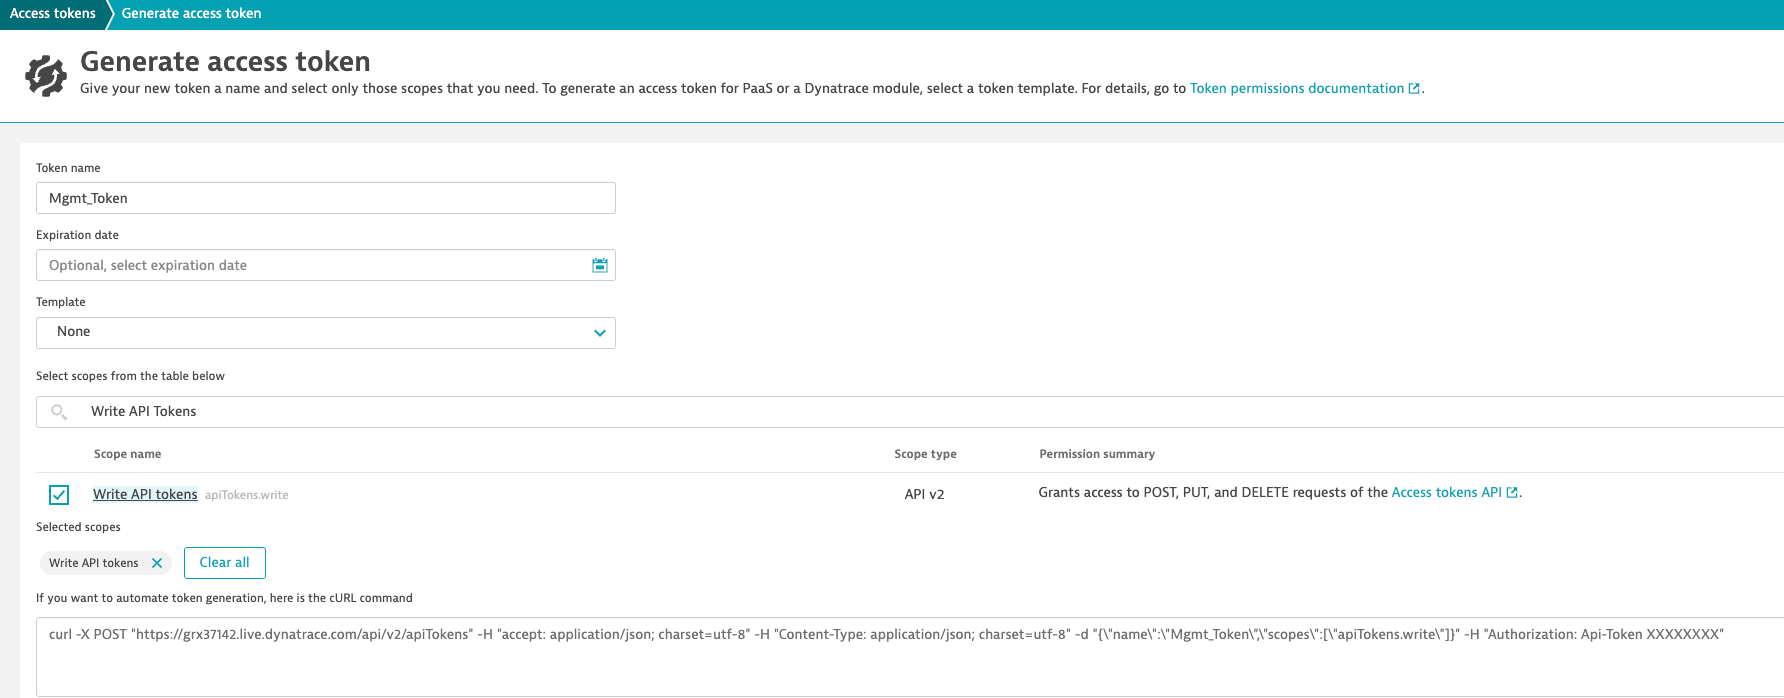 Access tokens Generate access token
Generate access token
Give your new token a name and select only those scopes that you need. To generate an access token for PaaS or a Dynatrace module, select a token template. For details, go to Token permissions documentation.
Token name
Mgmt_Token
Expiration date
Optional, select expiration date
Template
None
Select scopes from the table below
Write API Tokens
Scope name Scope type Permission summary
Write API tokens apiTokens.write API v2 Grants access to POST, PUT, and DELETE requests of the Access tokens API.
Selected scopes
Write API tokens Clear all
If you want to automate token generation, here is the cURL command
curl -X POST "https://grx37142.live.dynatrace.com/api/v2/apiTokens" -H "accept: application/json; charset=utf-8" -H "Content-Type: application/json; charset=utf-8" -d "{\"name\":\"Mgmt_Token\",\"scopes\":[\"apiTokens.write\"]}" -H "Authorization: Api-Token XXXXXXXX"